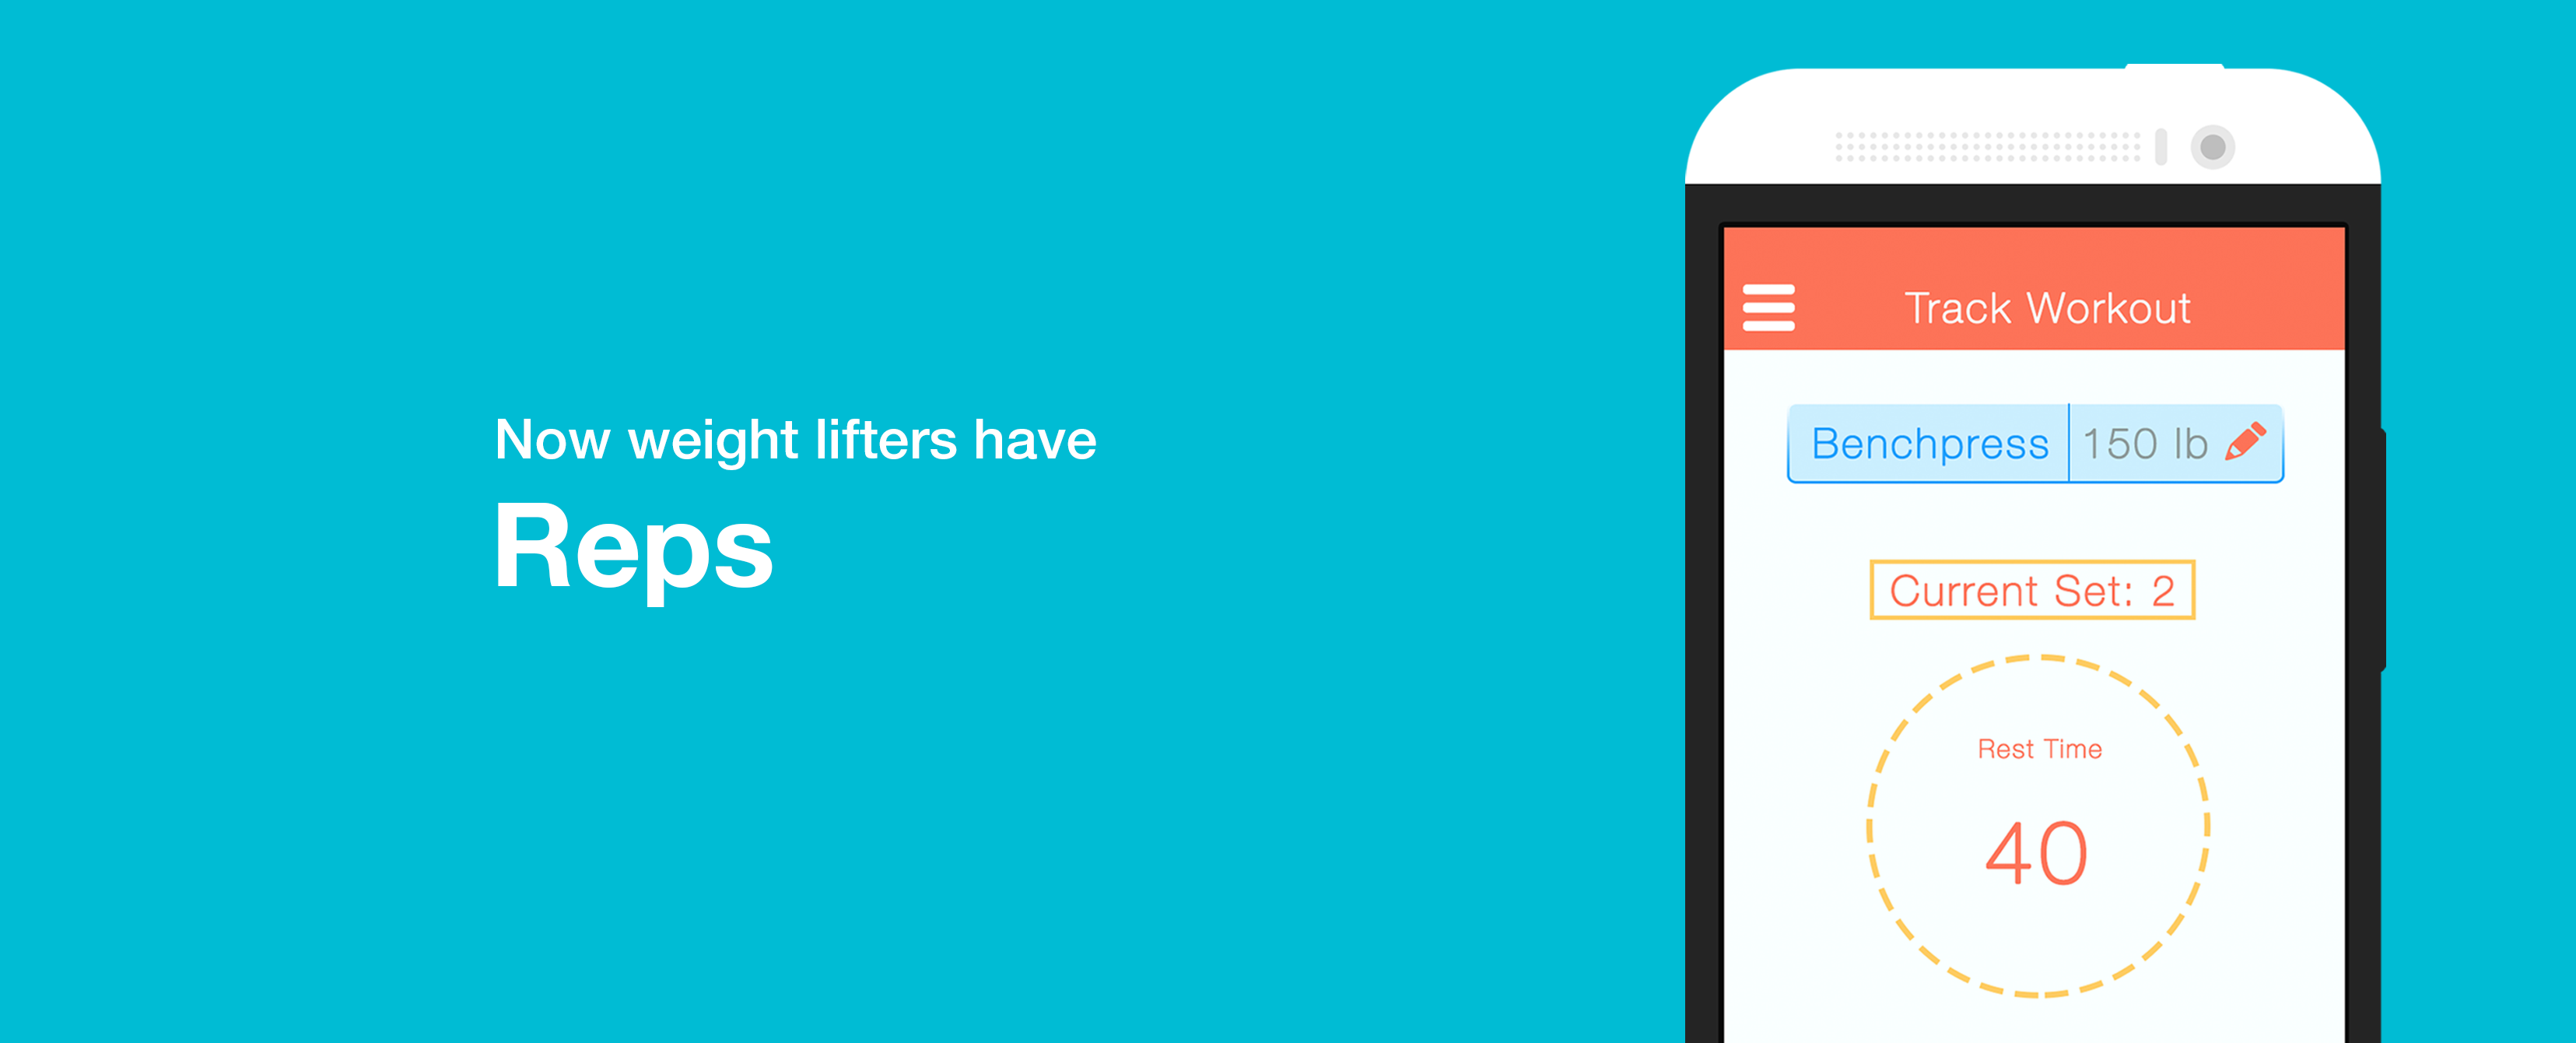 Now weight lifters have
Reps
Track Workout
Benchpress 150 lb
Current Set: 2
Rest Time
40